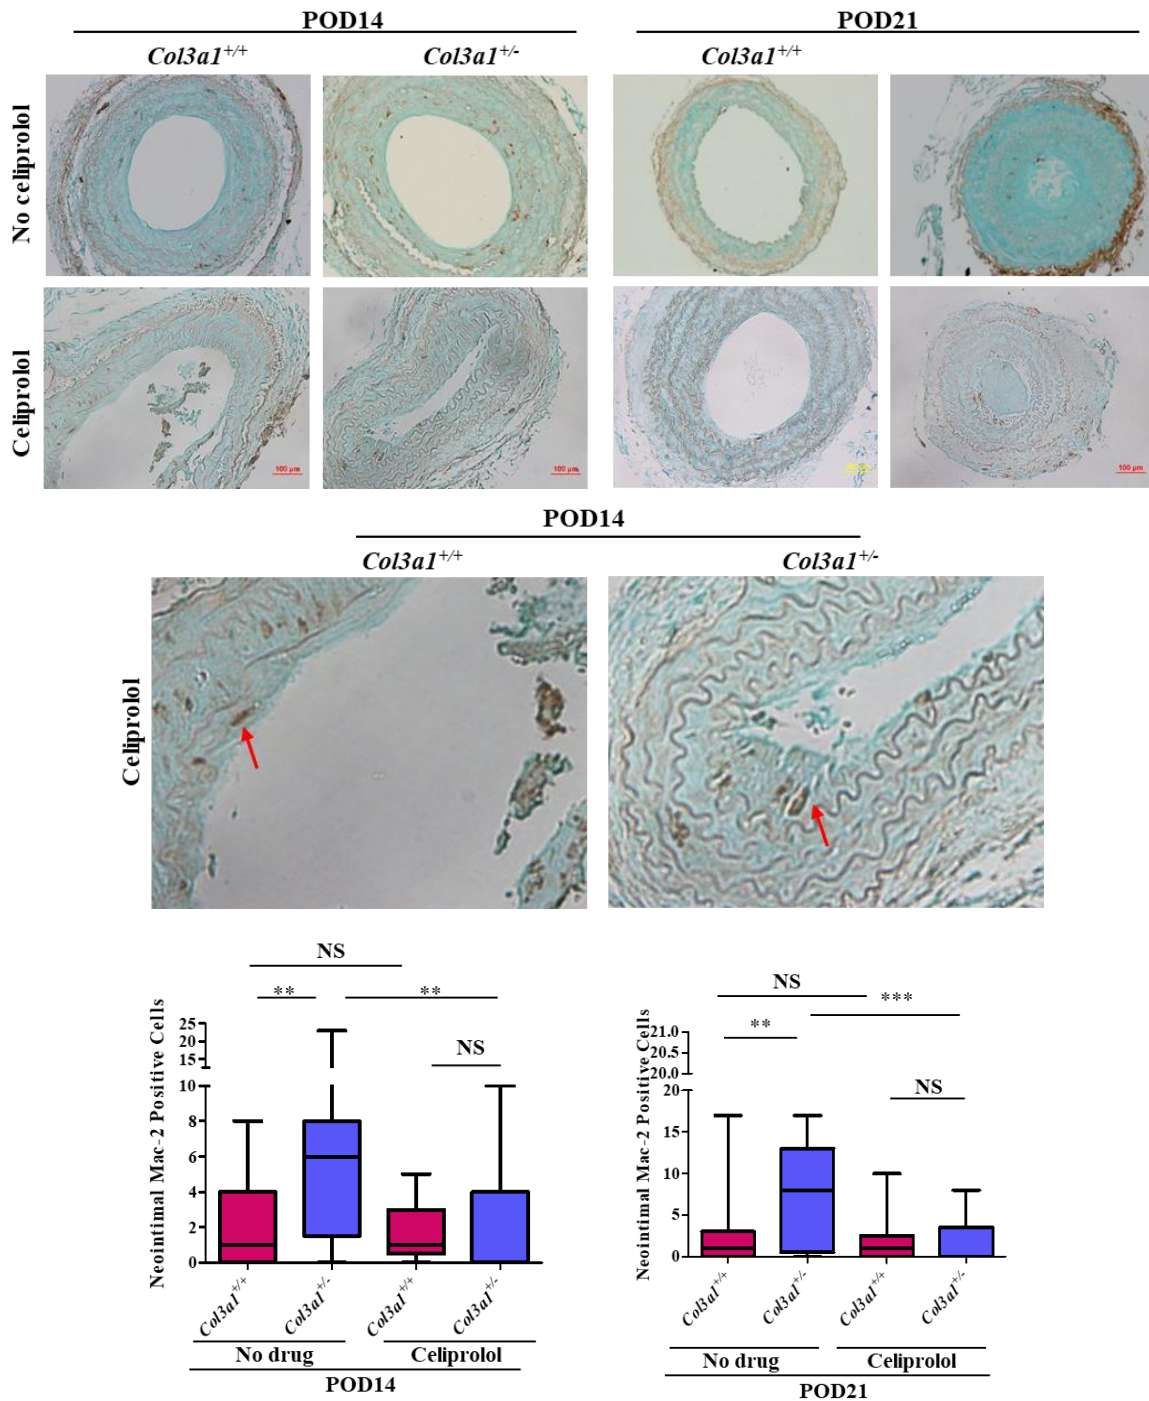 POD14 POD21
Col3a1+/+ Col3a1+/- Col3a1+/+
No celiprolol
Celiprolol
100 µm 100 µm 100 µm
POD14
Col3a1+/+ Col3a1+/-
Celiprolol
NS
** **
NS
Neointimal Mac-2 Positive Cells
25
20
15
10
8
6
4
2
0
Col3a1+/+ Col3a1+/- Col3a1+/+ Col3a1+/-
No drug Celiprolol
POD14
NS
***
**
NS
Neointimal Mac-2 Positive Cells
21.0
20.5
20.0
20
15
10
5
0
Col3a1+/+ Col3a1+/- Col3a1+/+ Col3a1+/-
No drug Celiprolol
POD21